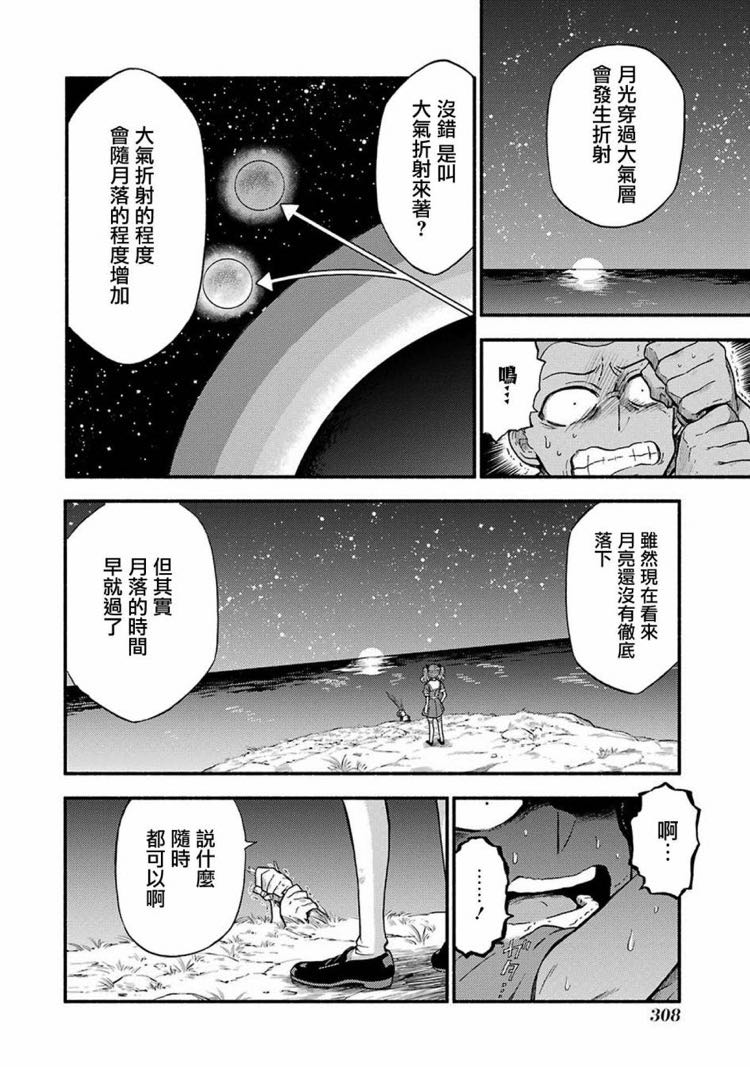 月光穿過大氣層
會發生折射
沒錯 是叫
大氣折射來著?
大氣折射的程度
會隨月落的程度增加
嗚……
雖然現在看來
月亮還沒有徹底
落下
但其實
月落的時間
早就過了
啊……
……!
ガタ…
說什麼
隨時
都可以啊
308